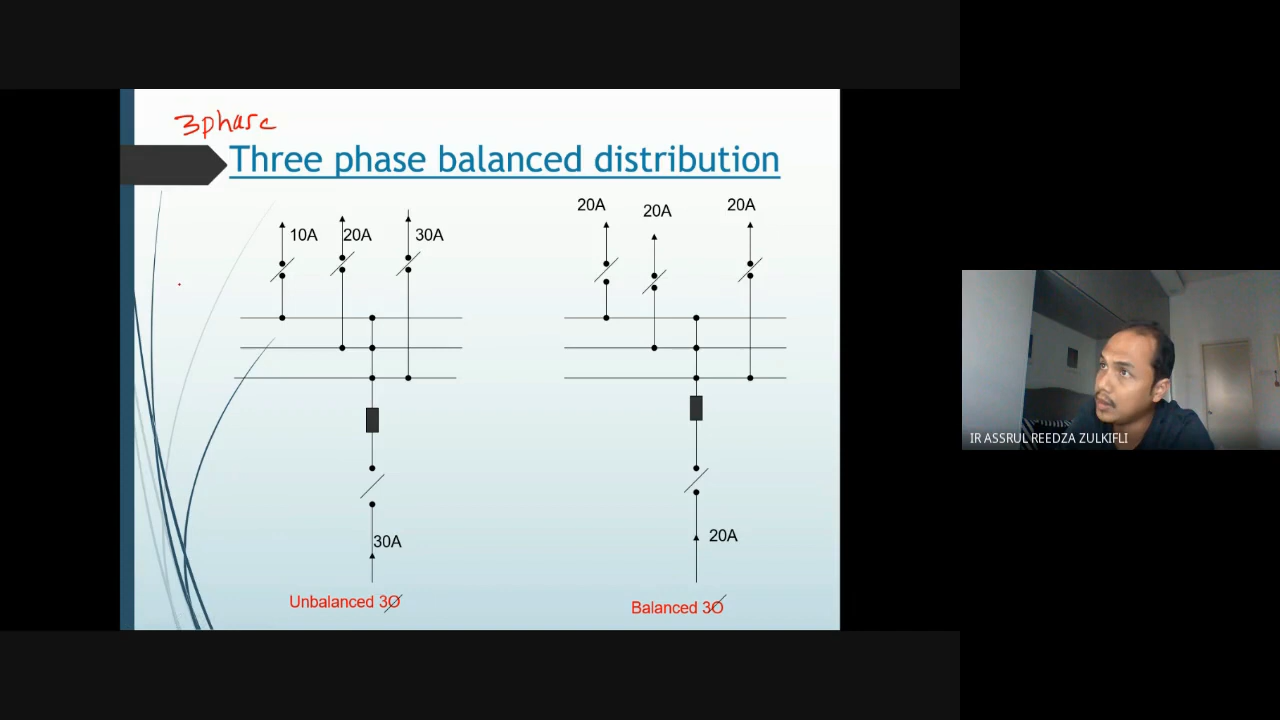 3phase
Three phase balanced distribution
10A 20A 30A
20A 20A 20A
30A
20A
Unbalanced 3Ø
Balanced 3Ø
IR ASSRUL REEDZA ZULKIFLI